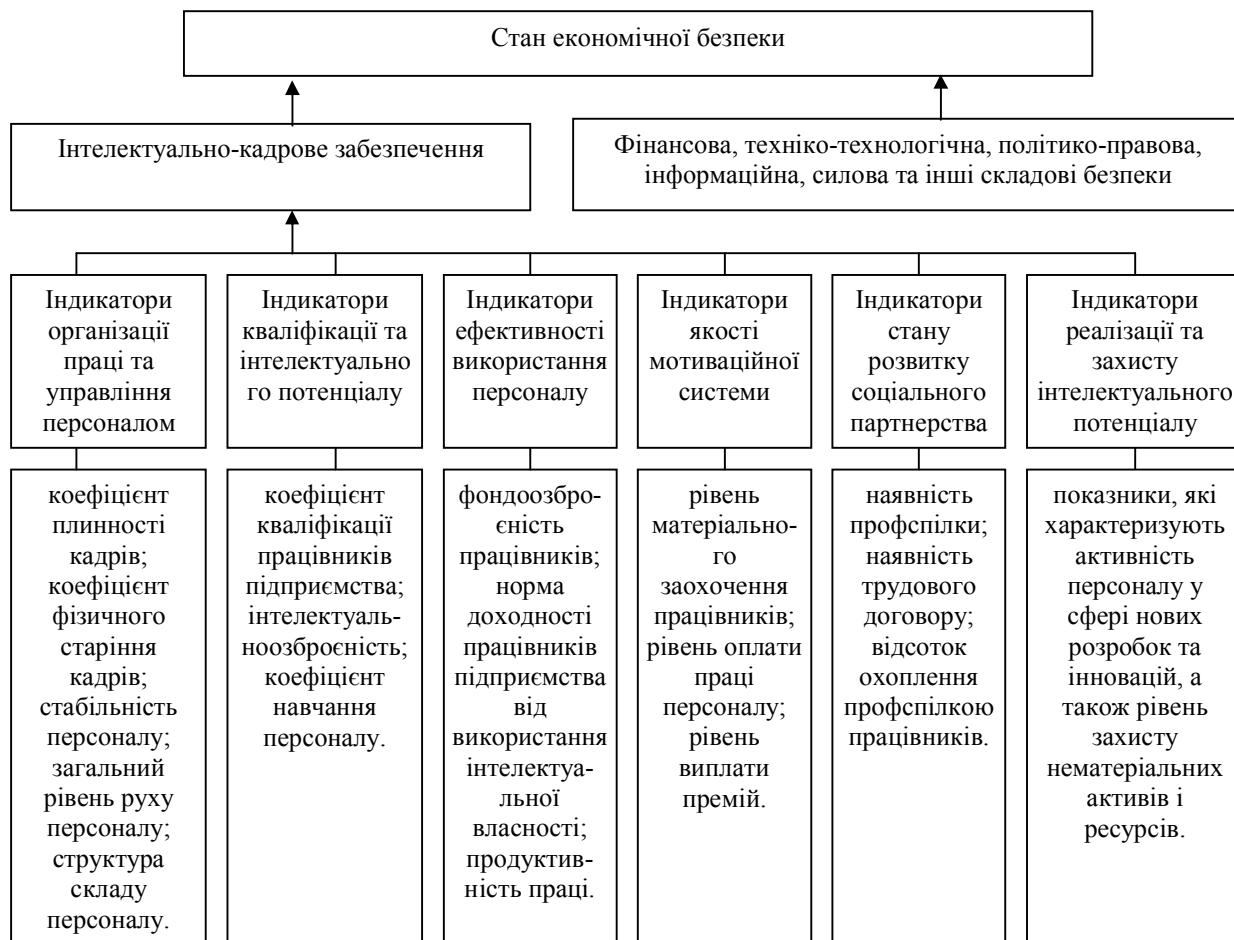 Стан економічної безпеки
Інтелектуально-кадрове забезпечення
Фінансова, техніко-технологічна, політико-правова,
інформаційна, силова та інші складові безпеки
Індикатори
організації
праці та
управління
персоналом
Індикатори
кваліфікації та
інтелектуально
го потенціалу
Індикатори
ефективності
використання
персоналу
Індикатори
якості
мотиваційної
системи
Індикатори
стану
розвитку
соціального
партнерства
Індикатори
реалізації та
захисту
інтелектуального
потенціалу
коефіцієнт
плинності
кадрів;
коефіцієнт
фізичного
старіння
кадрів;
стабільність
персоналу;
загальний
рівень руху
персоналу;
структура
складу
персоналу.
коефіцієнт
кваліфікації
працівників
підприємства;
інтелектуаль-
ноозброєність;
коефіцієнт
навчання
персоналу.
фондоозбро-
єність
працівників;
норма
доходності
працівників
підприємства
від
використання
інтелектуа-
льної
власності;
продуктив-
ність праці.
рівень
матеріально-
го
заохочення
працівників;
рівень оплати
праці
персоналу;
рівень
виплати
премій.
наявність
профспілки;
наявність
трудового
договору;
відсоток
охоплення
профспілкою
працівників.
показники, які
характеризують
активність
персоналу у
сфері нових
розробок та
інновацій, а
також рівень
захисту
нематеріальних
активів і
ресурсів.